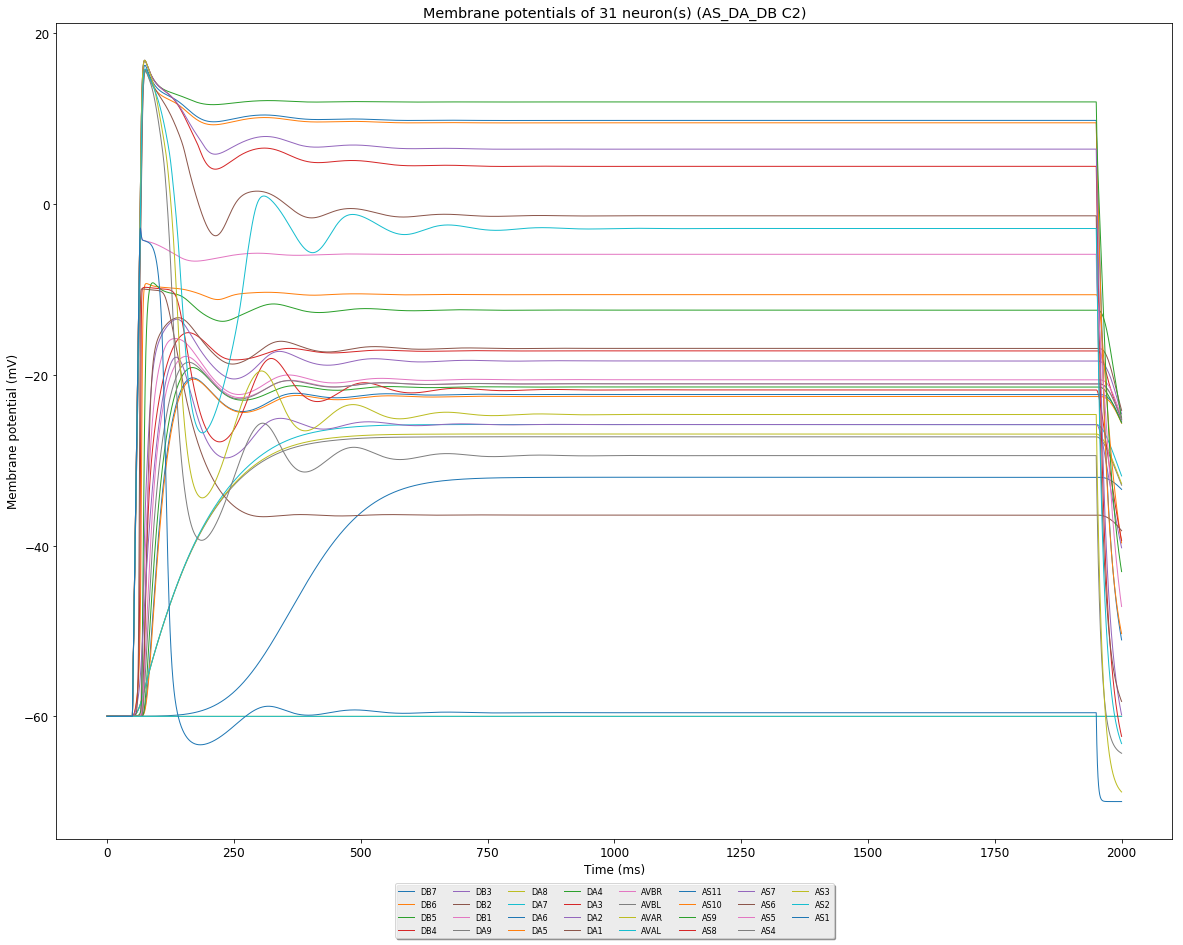 Membrane potentials of 31 neuron(s) (AS_DA_DB C2)
Membrane potential (mV)
20
0
−20
−40
−60
0 250 500 750 1000 1250 1500 1750 2000
Time (ms)
DB7 DB3 DA8 DA4 AVBR AS11 AS7 AS3
DB6 DB2 DA7 DA3 AVBL AS10 AS6 AS2
DB5 DB1 DA6 DA2 AVAR AS9 AS5 AS1
DB4 DA9 DA5 DA1 AVAL AS8 AS4